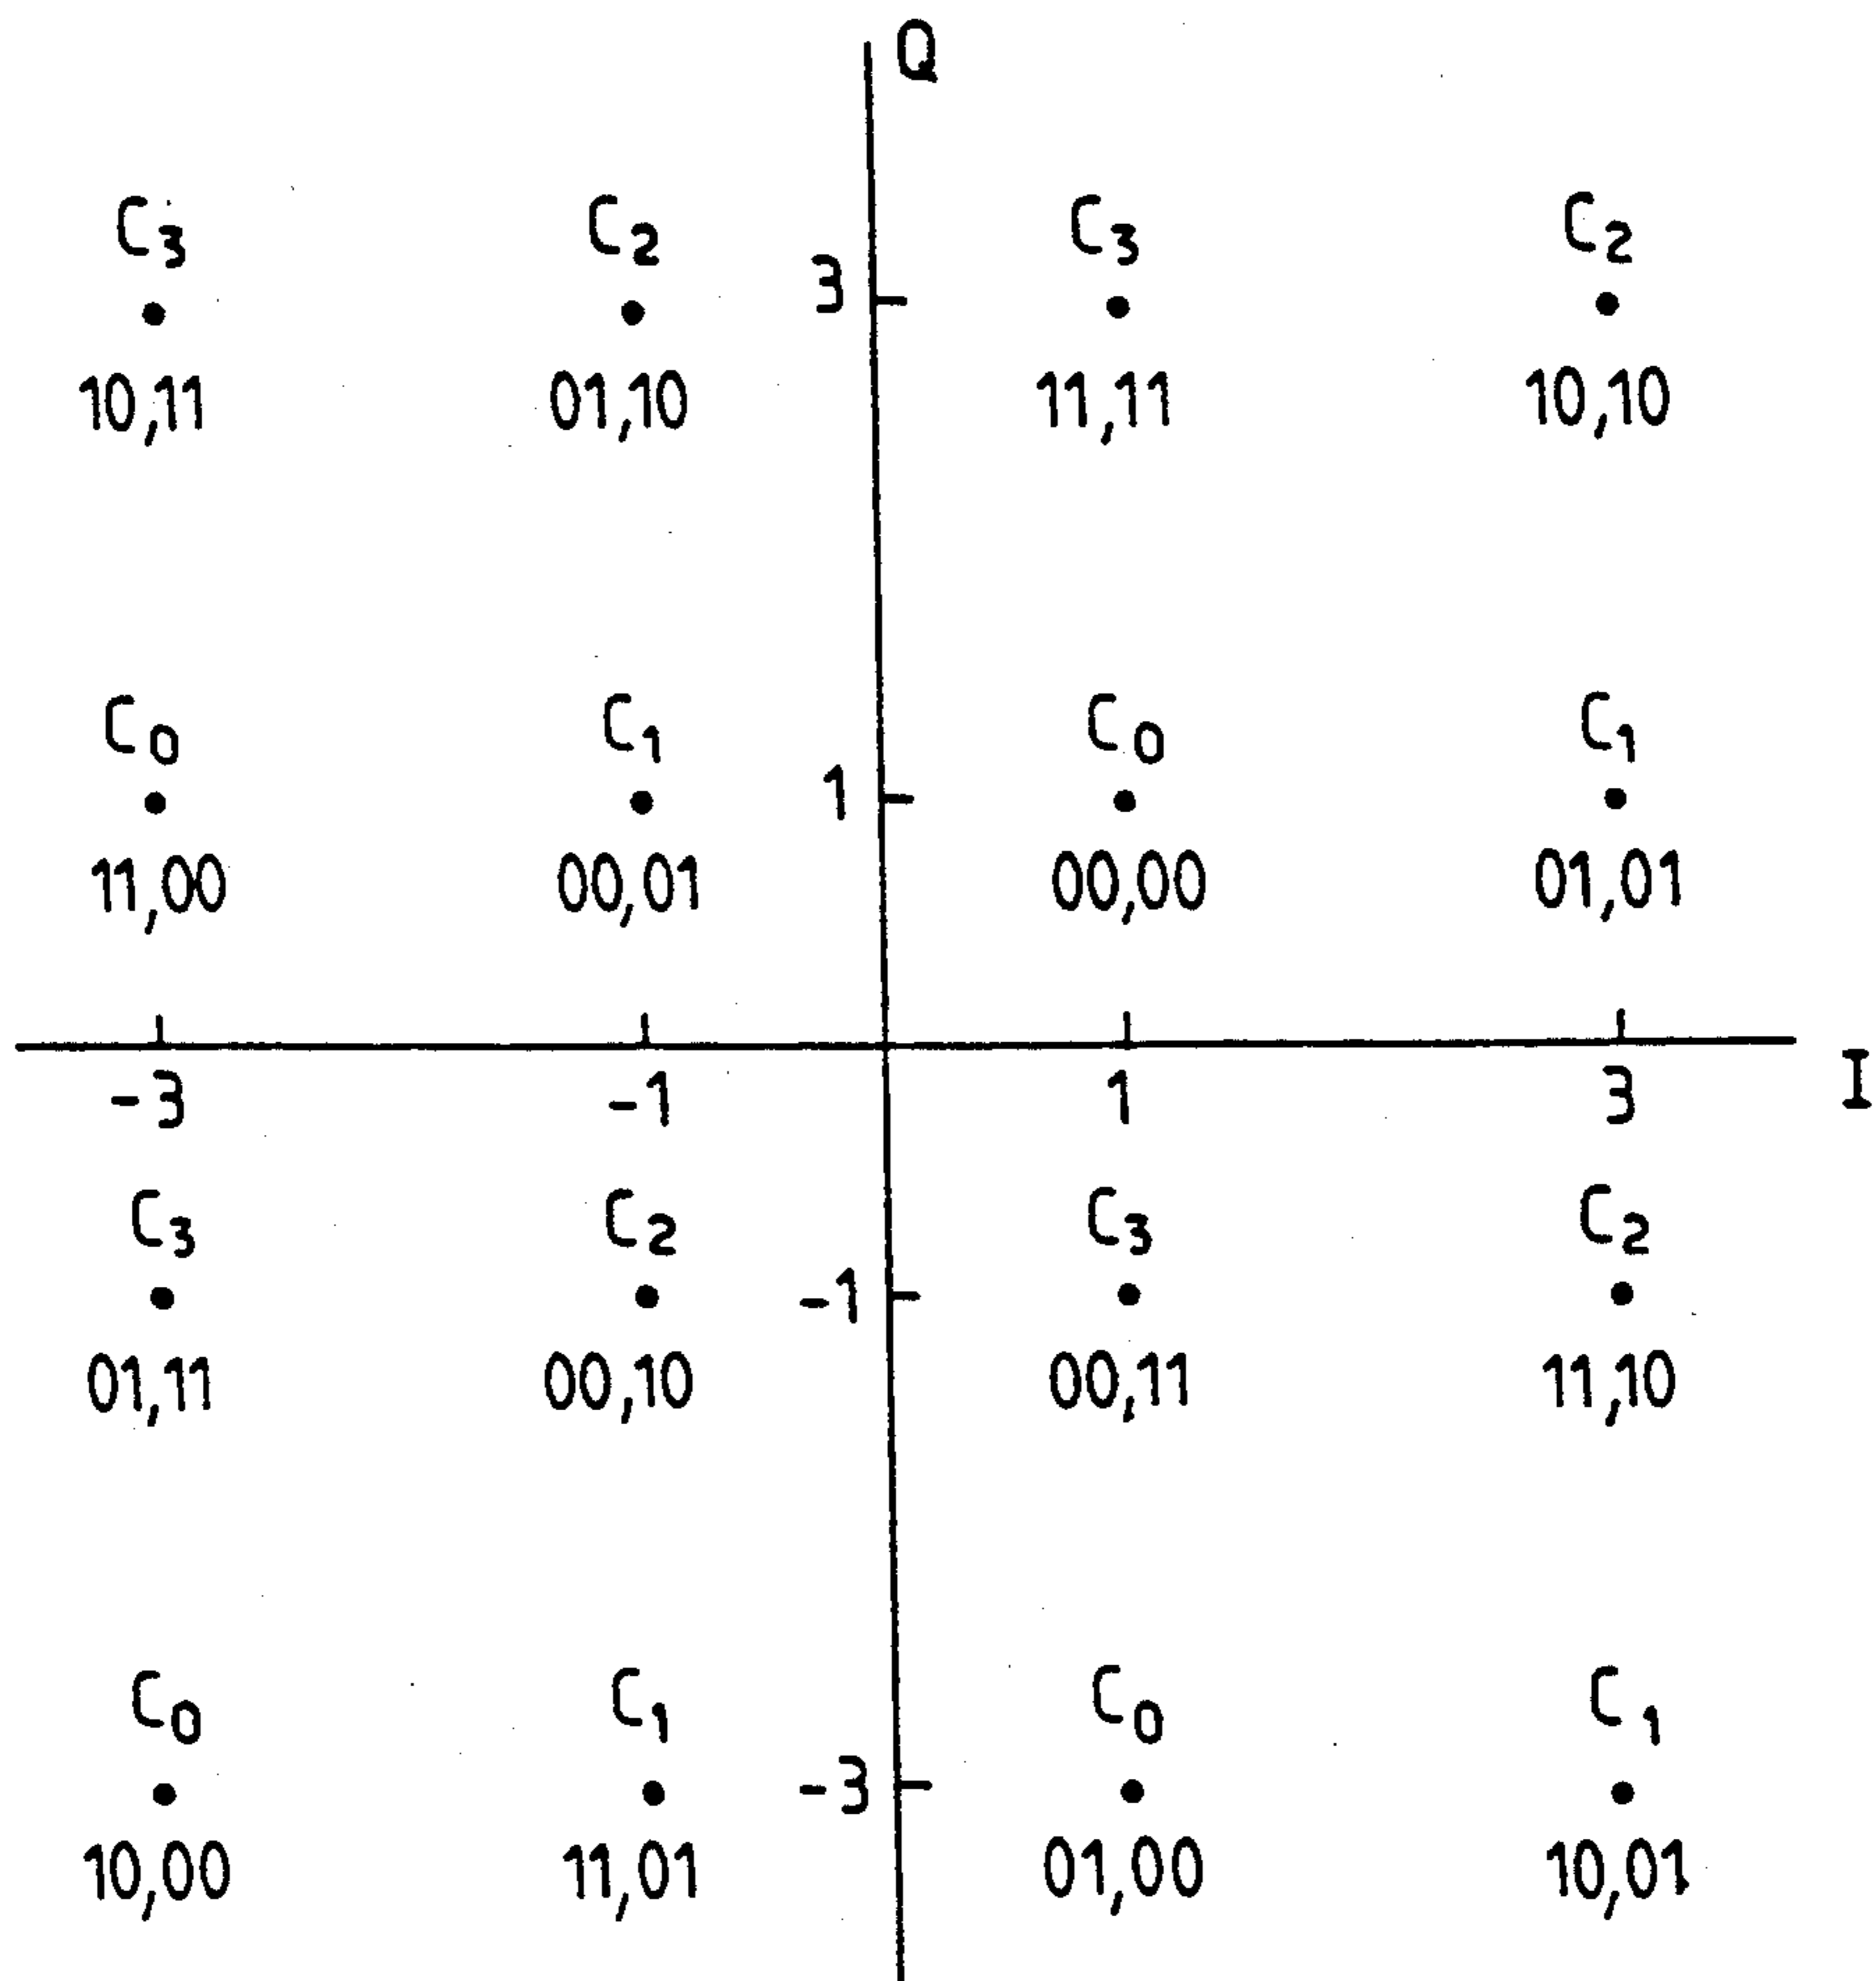 Q
C3 C2 C3 C2
3
10,11 01,10 11,11 10,10
C0 C1 C0 C1
1
11,00 00,01 00,00 01,01
-3 -1 1 3 I
C3 C2 C3 C2
-1
01,11 00,10 00,11 11,10
C0 C1 C0 C1
-3
10,00 11,01 01,00 10,01